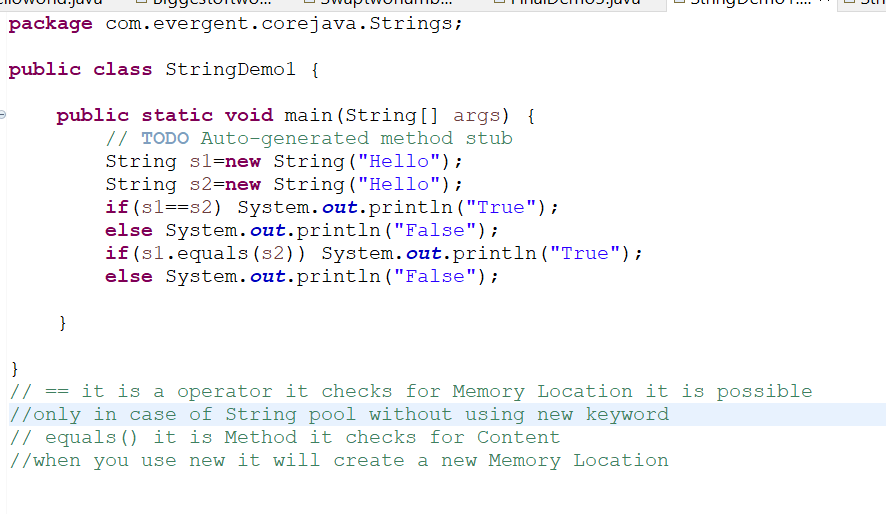 package com.evergent.corejava.Strings;
public class StringDemo1 {
public static void main(String[] args) {
// TODO Auto-generated method stub
String s1=new String("Hello");
String s2=new String("Hello");
if(s1==s2) System.out.println("True");
else System.out.println("False");
if(s1.equals(s2)) System.out.println("True");
else System.out.println("False");
}
}
// == it is a operator it checks for Memory Location it is possible
//only in case of String pool without using new keyword
// equals() it is Method it checks for Content
//when you use new it will create a new Memory Location